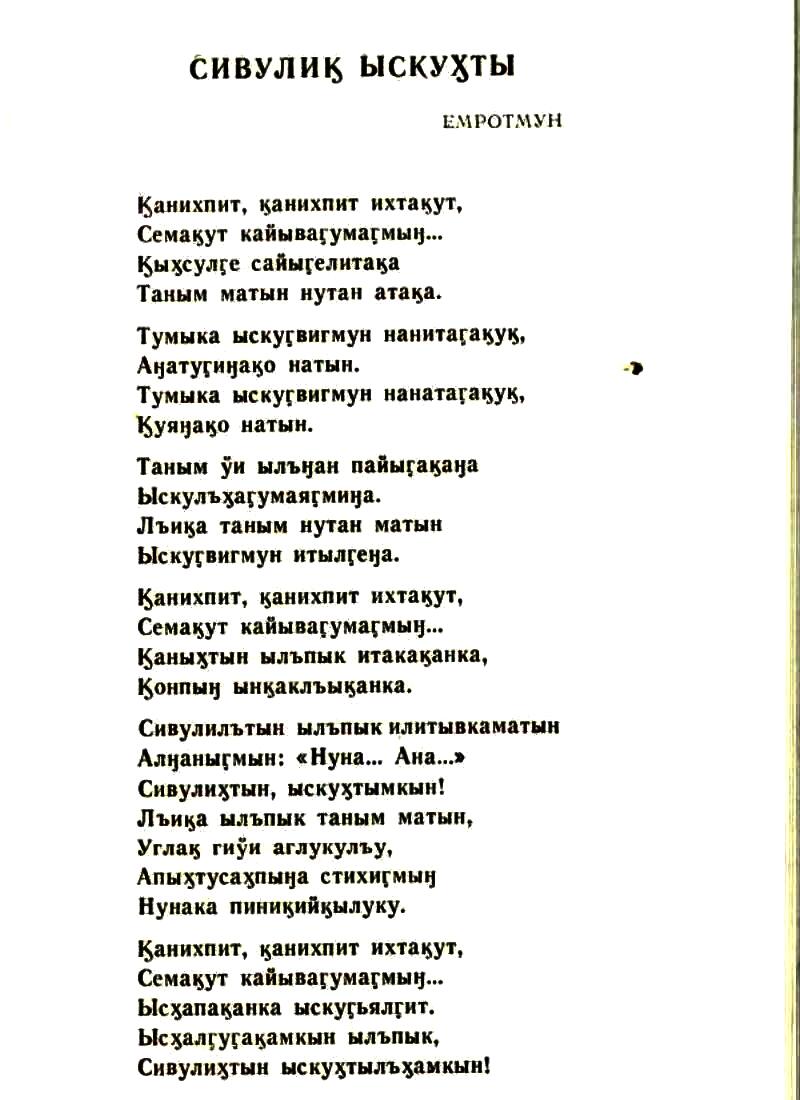 СИВУЛИӃ ЫСКУӼТЫ
ЕМРОТМУН
Ӄанихпит, ӄанихпит ихтаӄут,
Семаӄут кайываӷумаӷмыӈ...
Ӄыӽсулӷе сайыӷелитаӄа
Таным матын нутан атаӄа.
Тумыка ыскуӷвигмун нанитаӷаӄуӄ,
Аӈатуӷиӈаӄо натын.
Тумыка ыскуӷвигмун нанатаӷаӄуӄ,
Ӄуяӈаӄо натын.
Таным ўи ылъӈан пайыӷаӄаӈа
Ыскулъӽаӷумаяӷмиӈа.
Лъиӄа таным нутан матын
Ыскуӷвигмун итылӷеӈа.
Ӄанихпит, ӄанихпит ихтаӄут,
Семаӄут кайываӷумаӷмыӈ...
Ӄаныӽтын ылъпык итакаӄанка,
Ӄонпыӈ ынӄаклъыӄанка.
Сивулилътын ылъпык илитывкаматын
Алӈаныӷмын: «Нуна... Ана...»
Сивулиӽтын, ыскуӽтымкын!
Лъиӄа ылъпык таным матын,
Углаӄ гиўи аглукулъу,
Апыӽтусаӽпыӈа стихиӷмыӈ
Нунака пиниӄийӄылуку.
Ӄанихпит, ӄанихпит ихтаӄут,
Семаӄут кайываӷумаӷмыӈ...
Ысӽапаӄанка ыскуӷьялӷит.
Ысӽалӷуӷаӄамкын ылъпык,
Сивулиӽтын ыскуӽтылъӽамкын!